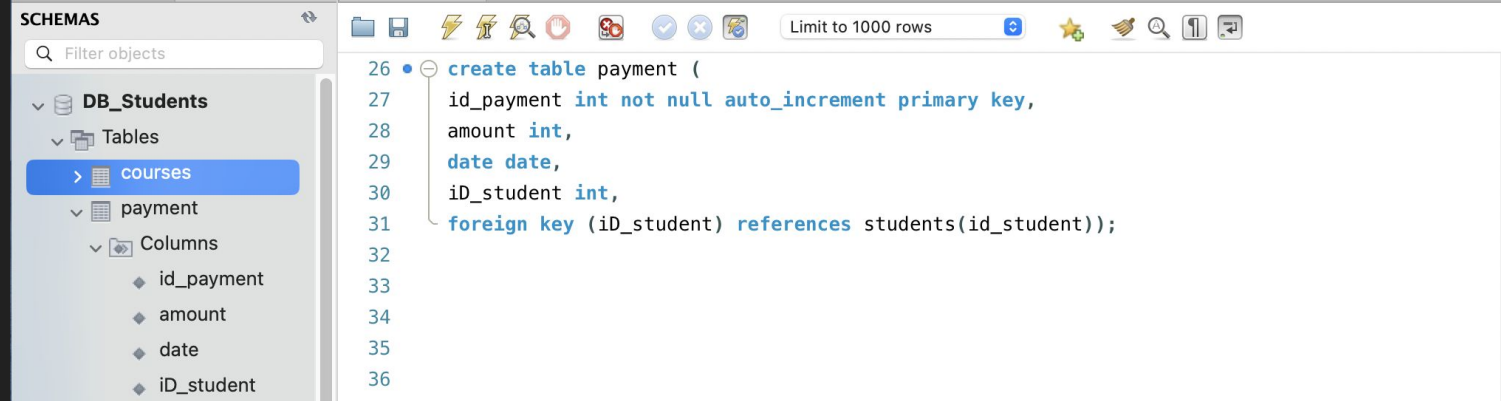 SCHEMAS
Filter objects
DB_Students
Tables
courses
payment
Columns
id_payment
amount
date
iD_student
Limit to 1000 rows
26 create table payment (
27 id_payment int not null auto_increment primary key,
28 amount int,
29 date date,
30 iD_student int,
31 foreign key (iD_student) references students(id_student));
32
33
34
35
36